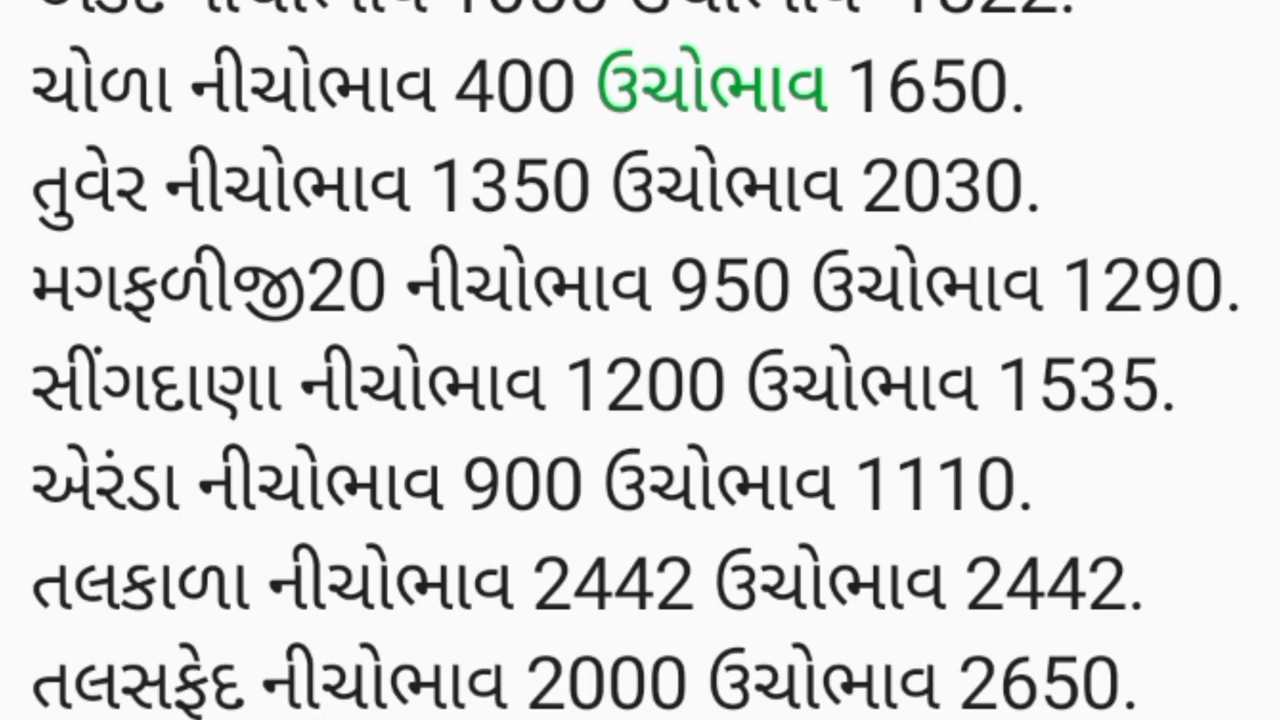 ચોળા નીચોભાવ 400 ઉચોભાવ 1650.
તુવેર નીચોભાવ 1350 ઉચોભાવ 2030.
મગફળીજી20 નીચોભાવ 950 ઉચોભાવ 1290.
સીંગદાણા નીચોભાવ 1200 ઉચોભાવ 1535.
એરંડા નીચોભાવ 900 ઉચોભાવ 1110.
તલકાળા નીચોભાવ 2442 ઉચોભાવ 2442.
તલસફેદ નીચોભાવ 2000 ઉચોભાવ 2650.